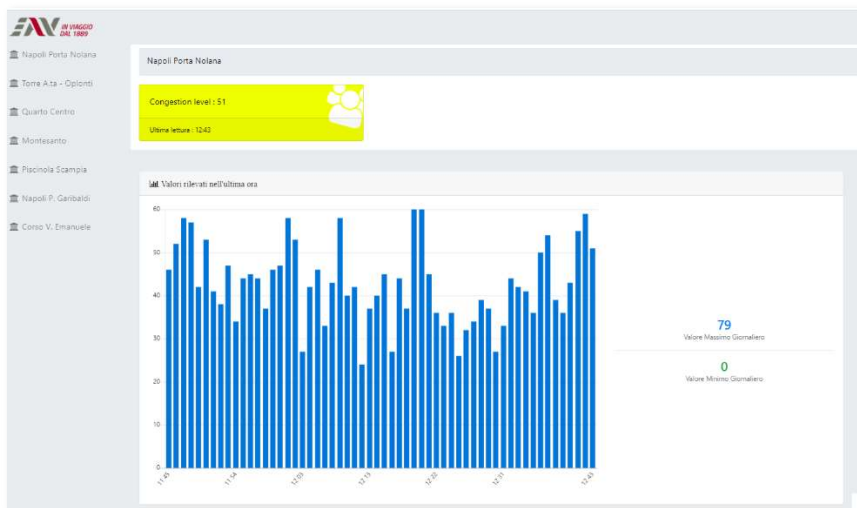 EAV IN VIAGGIO
DAL 1889
Napoli Porta Nolana
Torre A.ta - Oplonti
Quarto Centro
Montesanto
Piscinola Scampia
Napoli P. Garibaldi
Corso V. Emanuele
Napoli Porta Nolana
Congestion level : 51
Ultima lettura : 12:43
Valori rilevati nell'ultima ora
60
50
40
30
20
10
0
11:45
11:54
12:03
12:13
12:22
12:31
12:43
79
Valore Massimo Giornaliero
0
Valore Minimo Giornaliero